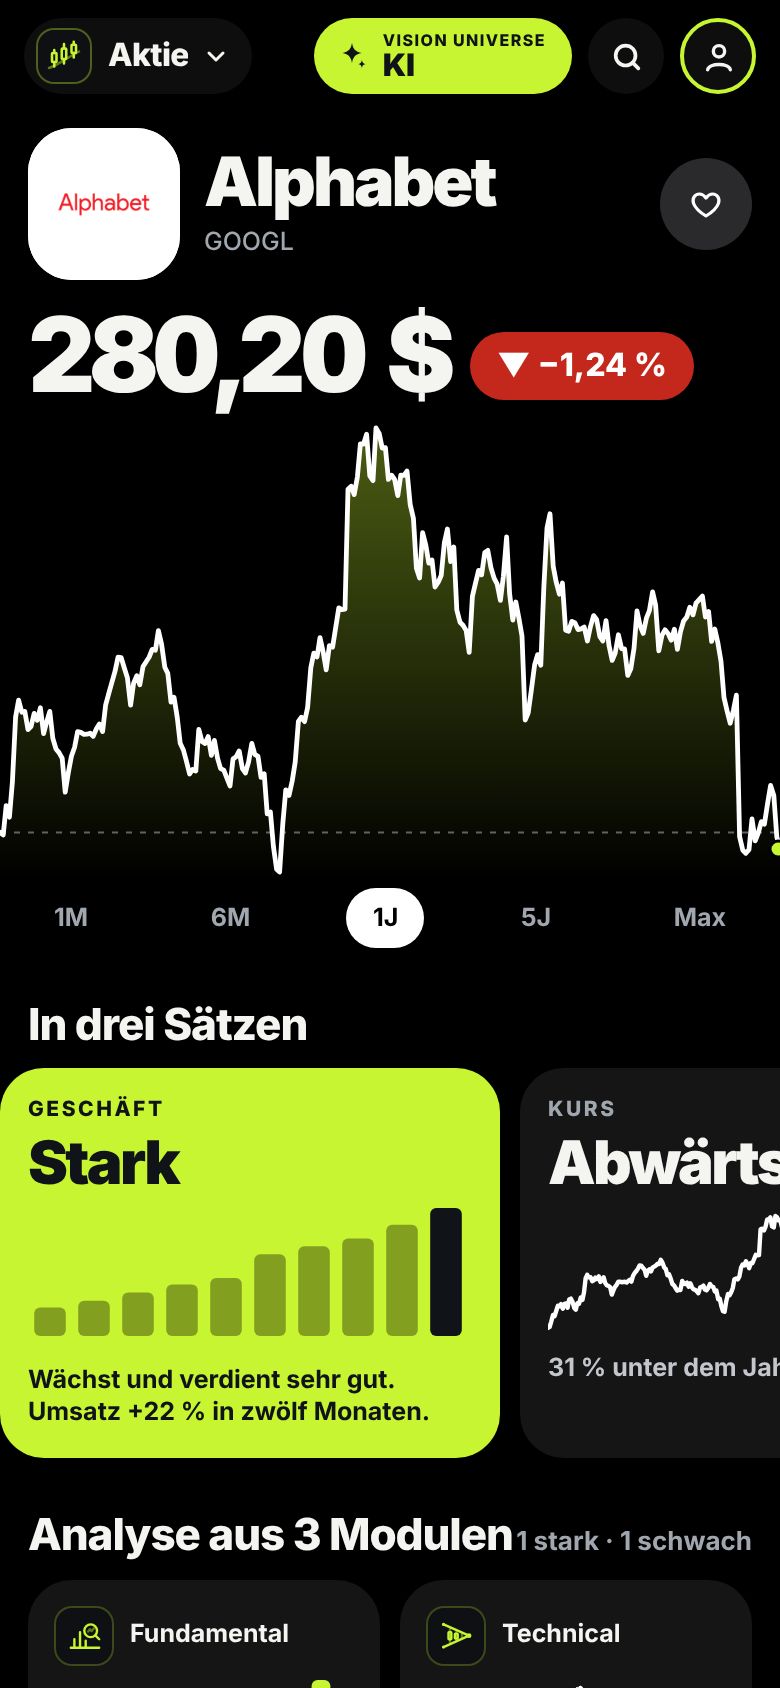 Aktie
VISION UNIVERSE
KI
Alphabet
Alphabet
GOOGL
280,20 $
▼ −1,24 %
1M
6M
1J
5J
Max
In drei Sätzen
GESCHÄFT
Stark
Wächst und verdient sehr gut.
Umsatz +22 % in zwölf Monaten.
KURS
Abwärts
31 % unter dem Jah
Analyse aus 3 Modulen
1 stark · 1 schwach
Fundamental
Technical